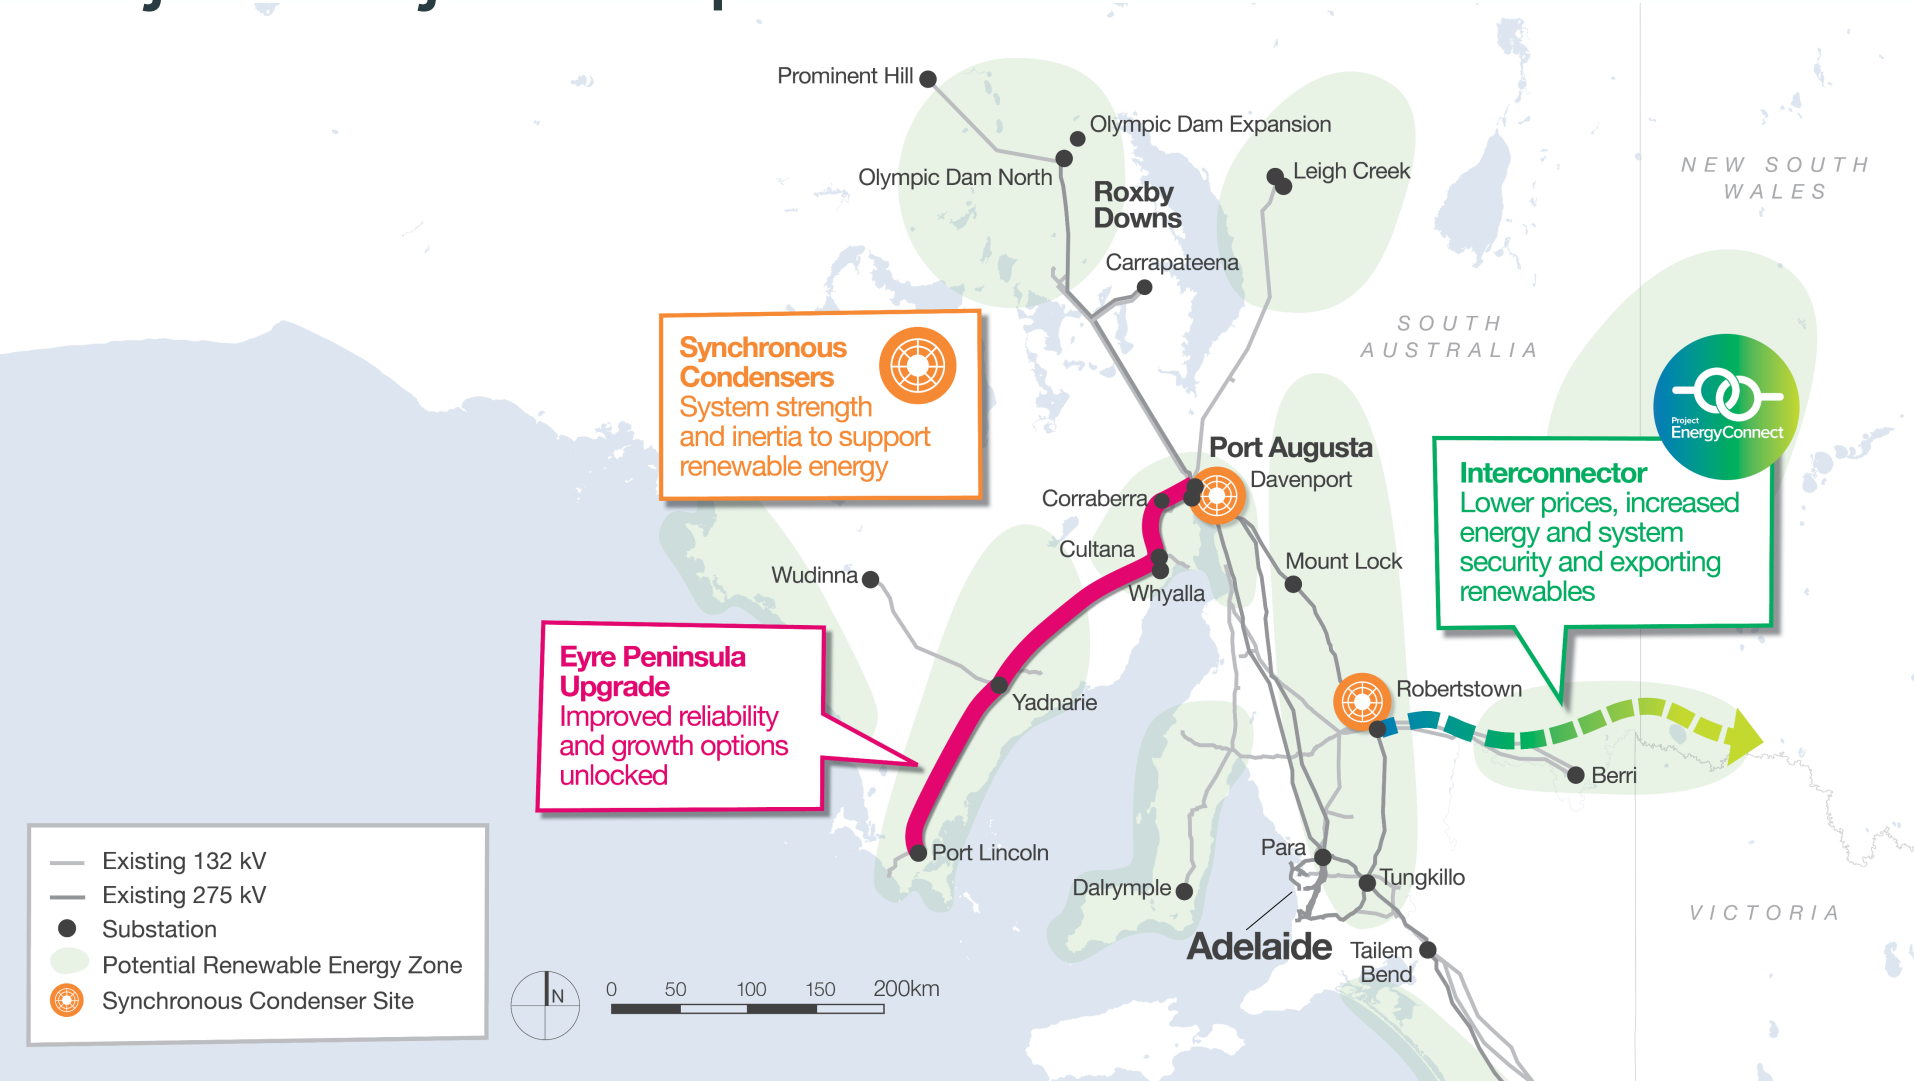 Prominent Hill
Olympic Dam Expansion
Olympic Dam North
Leigh Creek
Roxby
Downs
Carrapateena
NEW SOUTH
WALES
SOUTH
AUSTRALIA
Synchronous
Condensers
System strength
and inertia to support
renewable energy
Project
EnergyConnect
Interconnector
Lower prices, increased
energy and system
security and exporting
renewables
Port Augusta
Davenport
Corraberra
Cultana
Whyalla
Mount Lock
Wudinna
Eyre Peninsula
Upgrade
Improved reliability
and growth options
unlocked
Yadnarie
Robertstown
Berri
Port Lincoln
Dalrymple
Para
Tungkillo
Adelaide
Tailem
Bend
VICTORIA
Existing 132 kV
Existing 275 kV
Substation
Potential Renewable Energy Zone
Synchronous Condenser Site
N
0 50 100 150 200km